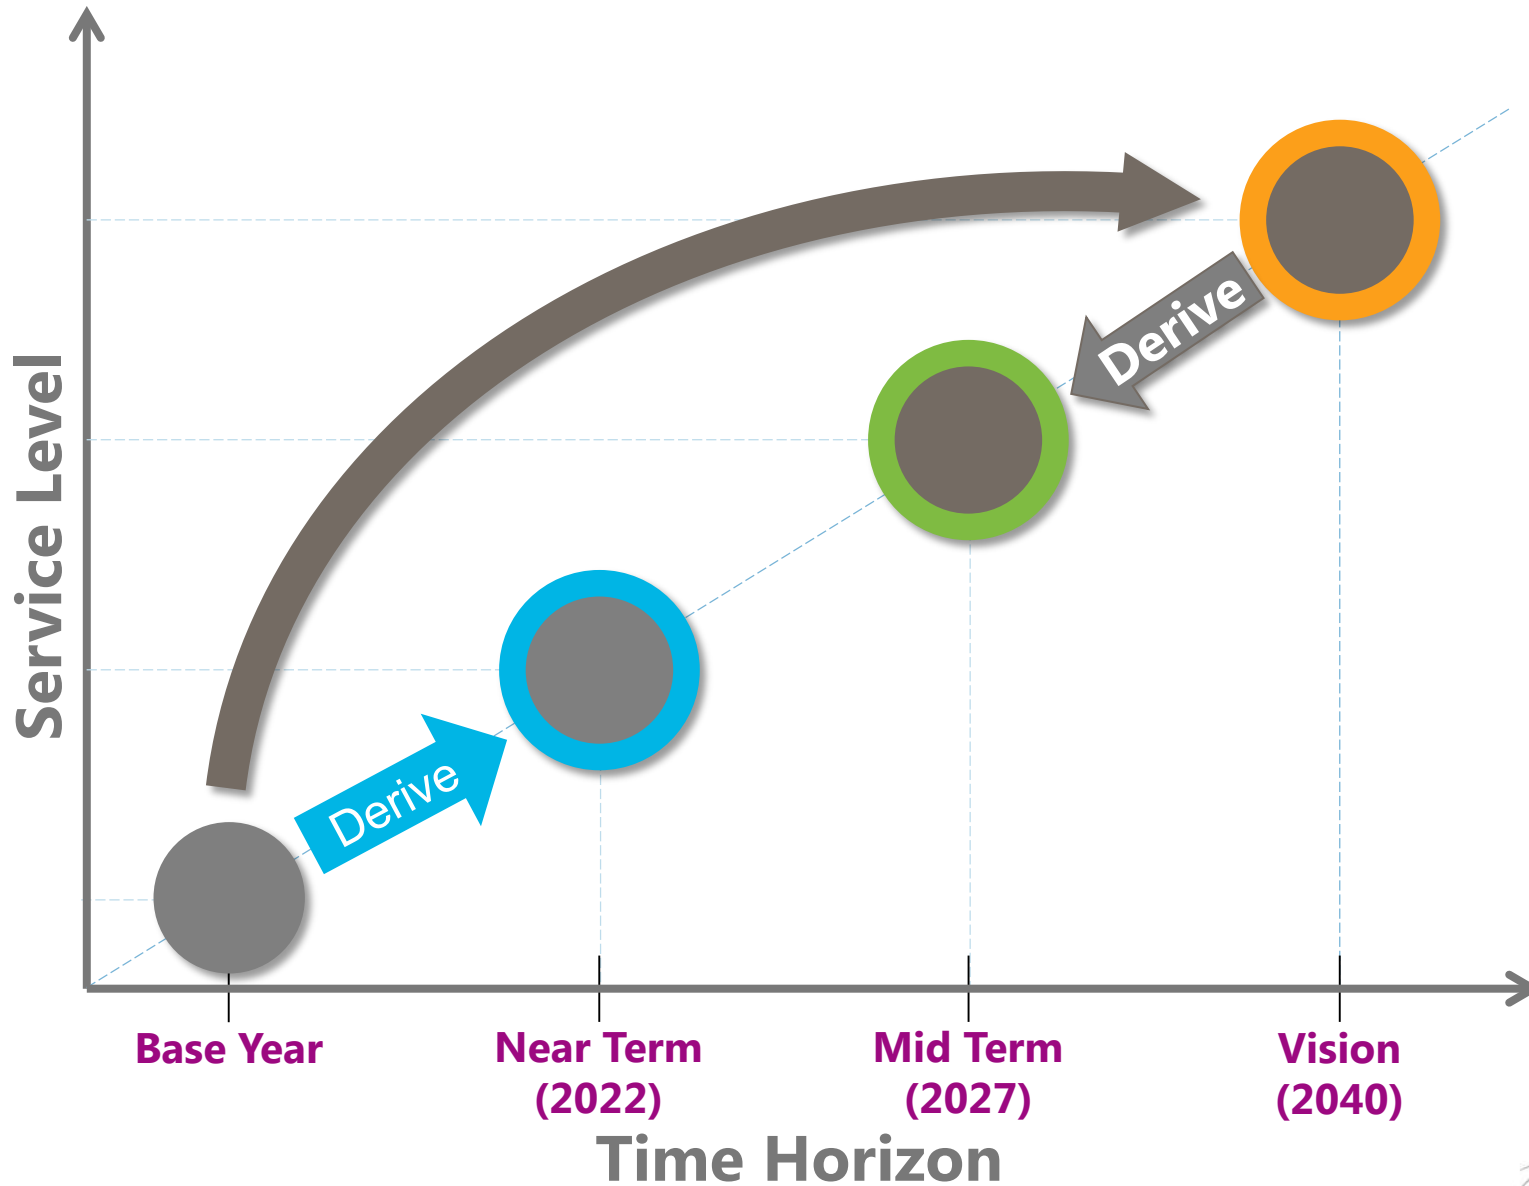 Service Level
Derive
Derive
Base Year
Near Term
(2022)
Mid Term
(2027)
Vision
(2040)
Time Horizon